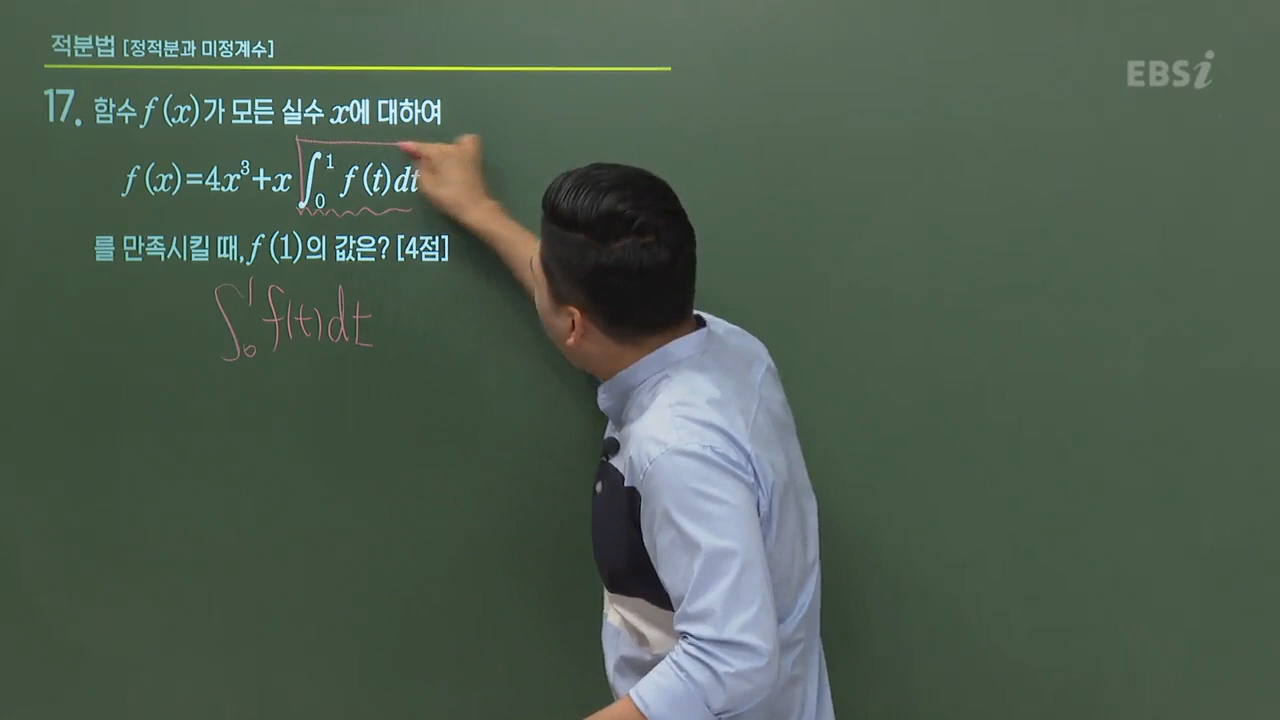 적분법 [정적분과 미정계수]
EBSi
17. 함수 f(x)가 모든 실수 x에 대하여
f(x)=4x³+x∫₀¹ f(t)dt
를 만족시킬 때, f(1)의 값은? [4점]
∫₀¹ f(t)dt